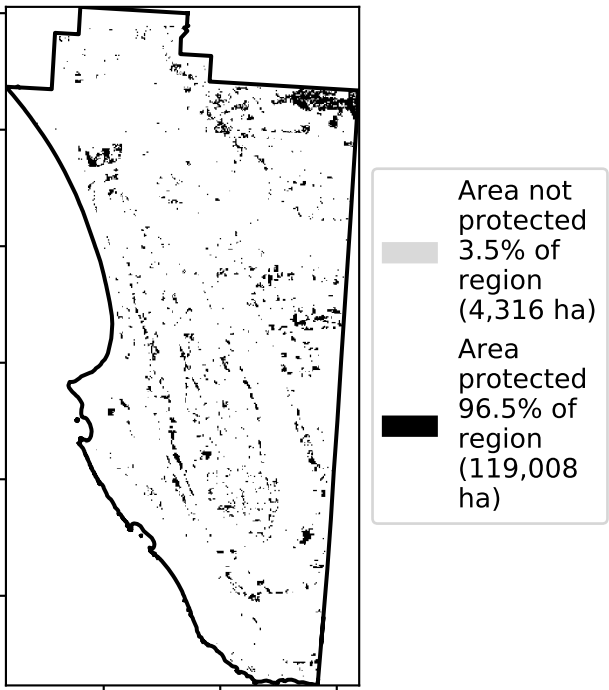 Area not
protected
3.5% of
region
(4,316 ha)
Area
protected
96.5% of
region
(119,008
ha)